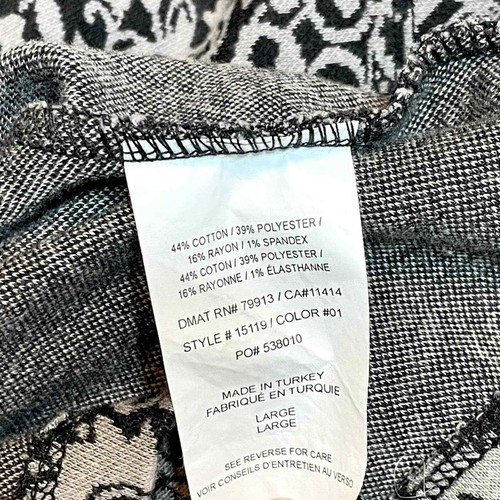 44% COTTON / 39% POLYESTER /
16% RAYON / 1% SPANDEX
44% COTON / 39% POLYESTER /
16% RAYONNE / 1% ÉLASTHANNE
DMAT RN# 79913 / CA#11414
STYLE # 15119 / COLOR #01
PO# 538010
MADE IN TURKEY
FABRIQUÉ EN TURQUIE
LARGE
LARGE
SEE REVERSE FOR CARE
VOIR CONSEILS D'ENTRETIEN AU VERSO